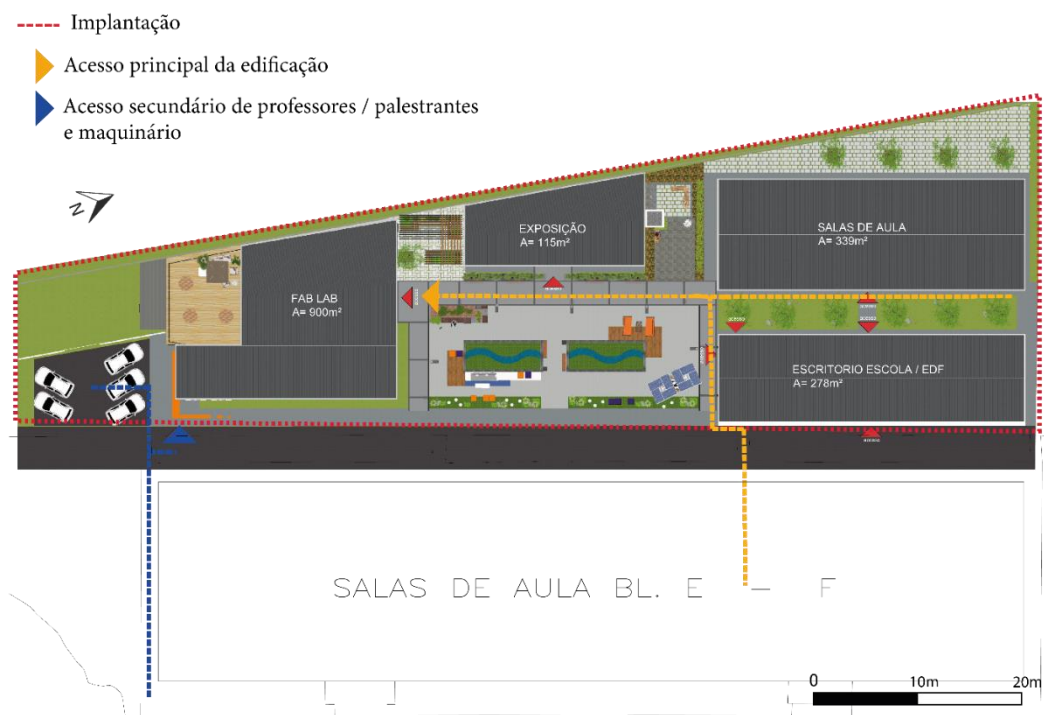 Implantação
Acesso principal da edificação
Acesso secundário de professores / palestrantes
e maquinário
N
SALAS DE AULA
A= 339m²
EXPOSIÇÃO
A= 115m²
FAB LAB
A= 900m²
ESCRITORIO ESCOLA / EDF
A= 278m²
SALAS DE AULA BL. E - F
0 10m 20m